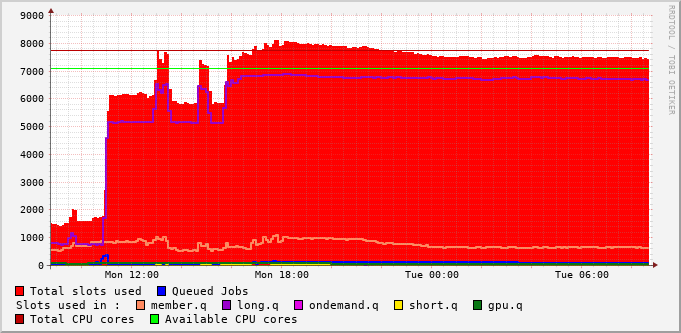 9000
8000
7000
6000
5000
4000
3000
2000
1000
0
Mon 12:00 Mon 18:00 Tue 00:00 Tue 06:00
RRDTOOL / TOBI OETIKER
Total slots used Queued Jobs
Slots used in : member.q long.q ondemand.q short.q gpu.q
Total CPU cores Available CPU cores